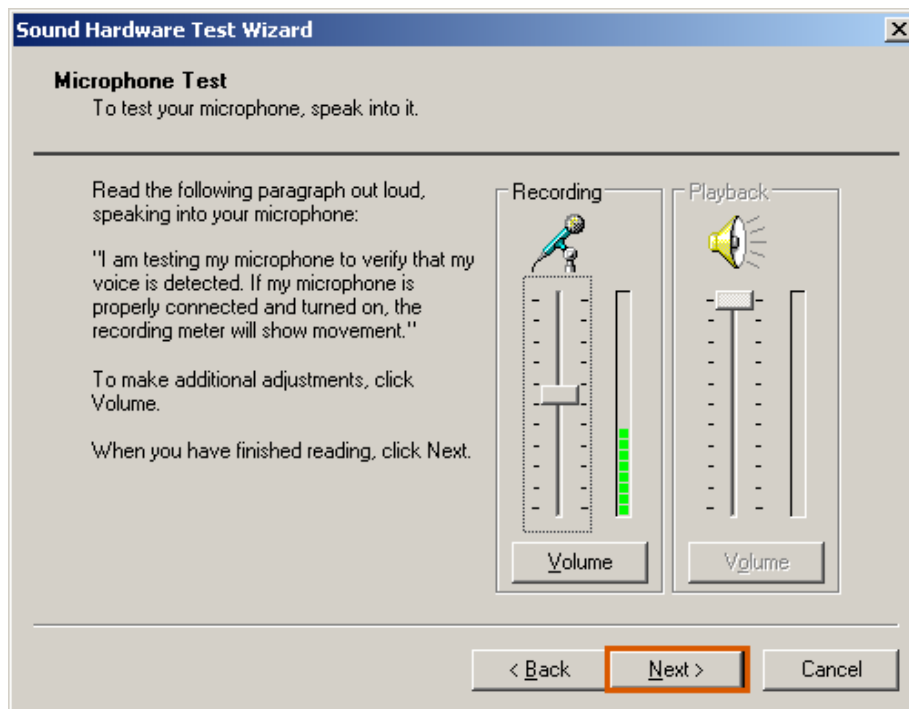 Sound Hardware Test Wizard
Microphone Test
To test your microphone, speak into it.
Read the following paragraph out loud,
speaking into your microphone:
"I am testing my microphone to verify that my
voice is detected. If my microphone is
properly connected and turned on, the
recording meter will show movement."
To make additional adjustments, click
Volume.
When you have finished reading, click Next.
Recording
Volume
Playback
Volume
< Back
Next >
Cancel